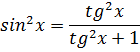 sin²x = tg²x / (tg²x + 1)